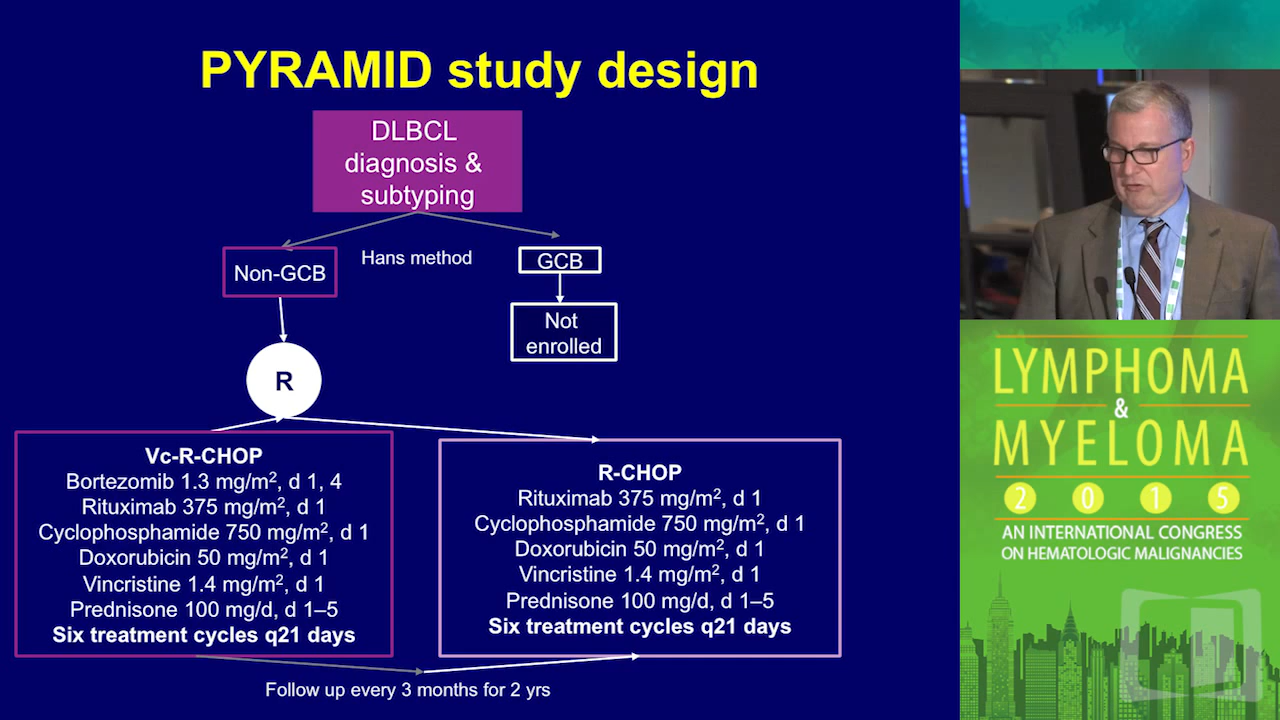 PYRAMID study design
DLBCL
diagnosis &
subtyping
Hans method
Non-GCB
GCB
Not
enrolled
R
Vc-R-CHOP
Bortezomib 1.3 mg/m², d 1, 4
Rituximab 375 mg/m², d 1
Cyclophosphamide 750 mg/m², d 1
Doxorubicin 50 mg/m², d 1
Vincristine 1.4 mg/m², d 1
Prednisone 100 mg/d, d 1–5
Six treatment cycles q21 days
R-CHOP
Rituximab 375 mg/m², d 1
Cyclophosphamide 750 mg/m², d 1
Doxorubicin 50 mg/m², d 1
Vincristine 1.4 mg/m², d 1
Prednisone 100 mg/d, d 1–5
Six treatment cycles q21 days
Follow up every 3 months for 2 yrs
LYMPHOMA
&
MYELOMA
2015
AN INTERNATIONAL CONGRESS
ON HEMATOLOGIC MALIGNANCIES